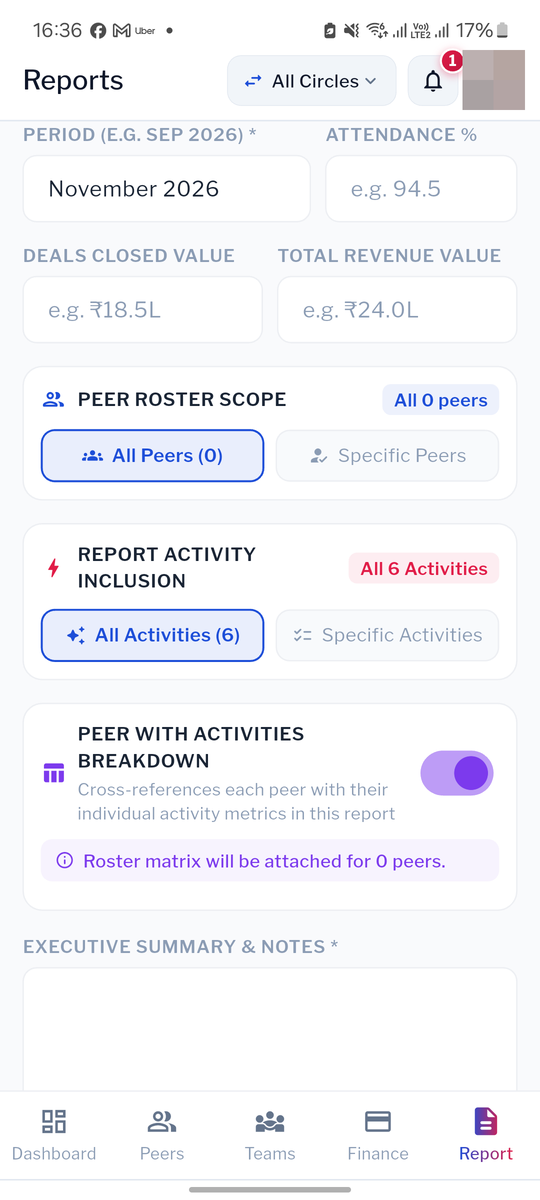 16:36 Uber Vo)) LTE2 17%
Reports All Circles 1
PERIOD (E.G. SEP 2026) * ATTENDANCE %
November 2026 e.g. 94.5
DEALS CLOSED VALUE TOTAL REVENUE VALUE
e.g. ₹18.5L e.g. ₹24.0L
PEER ROSTER SCOPE All 0 peers
All Peers (0) Specific Peers
REPORT ACTIVITY
INCLUSION
All 6 Activities
All Activities (6) Specific Activities
PEER WITH ACTIVITIES
BREAKDOWN
Cross-references each peer with their
individual activity metrics in this report
Roster matrix will be attached for 0 peers.
EXECUTIVE SUMMARY & NOTES *
Dashboard Peers Teams Finance Report